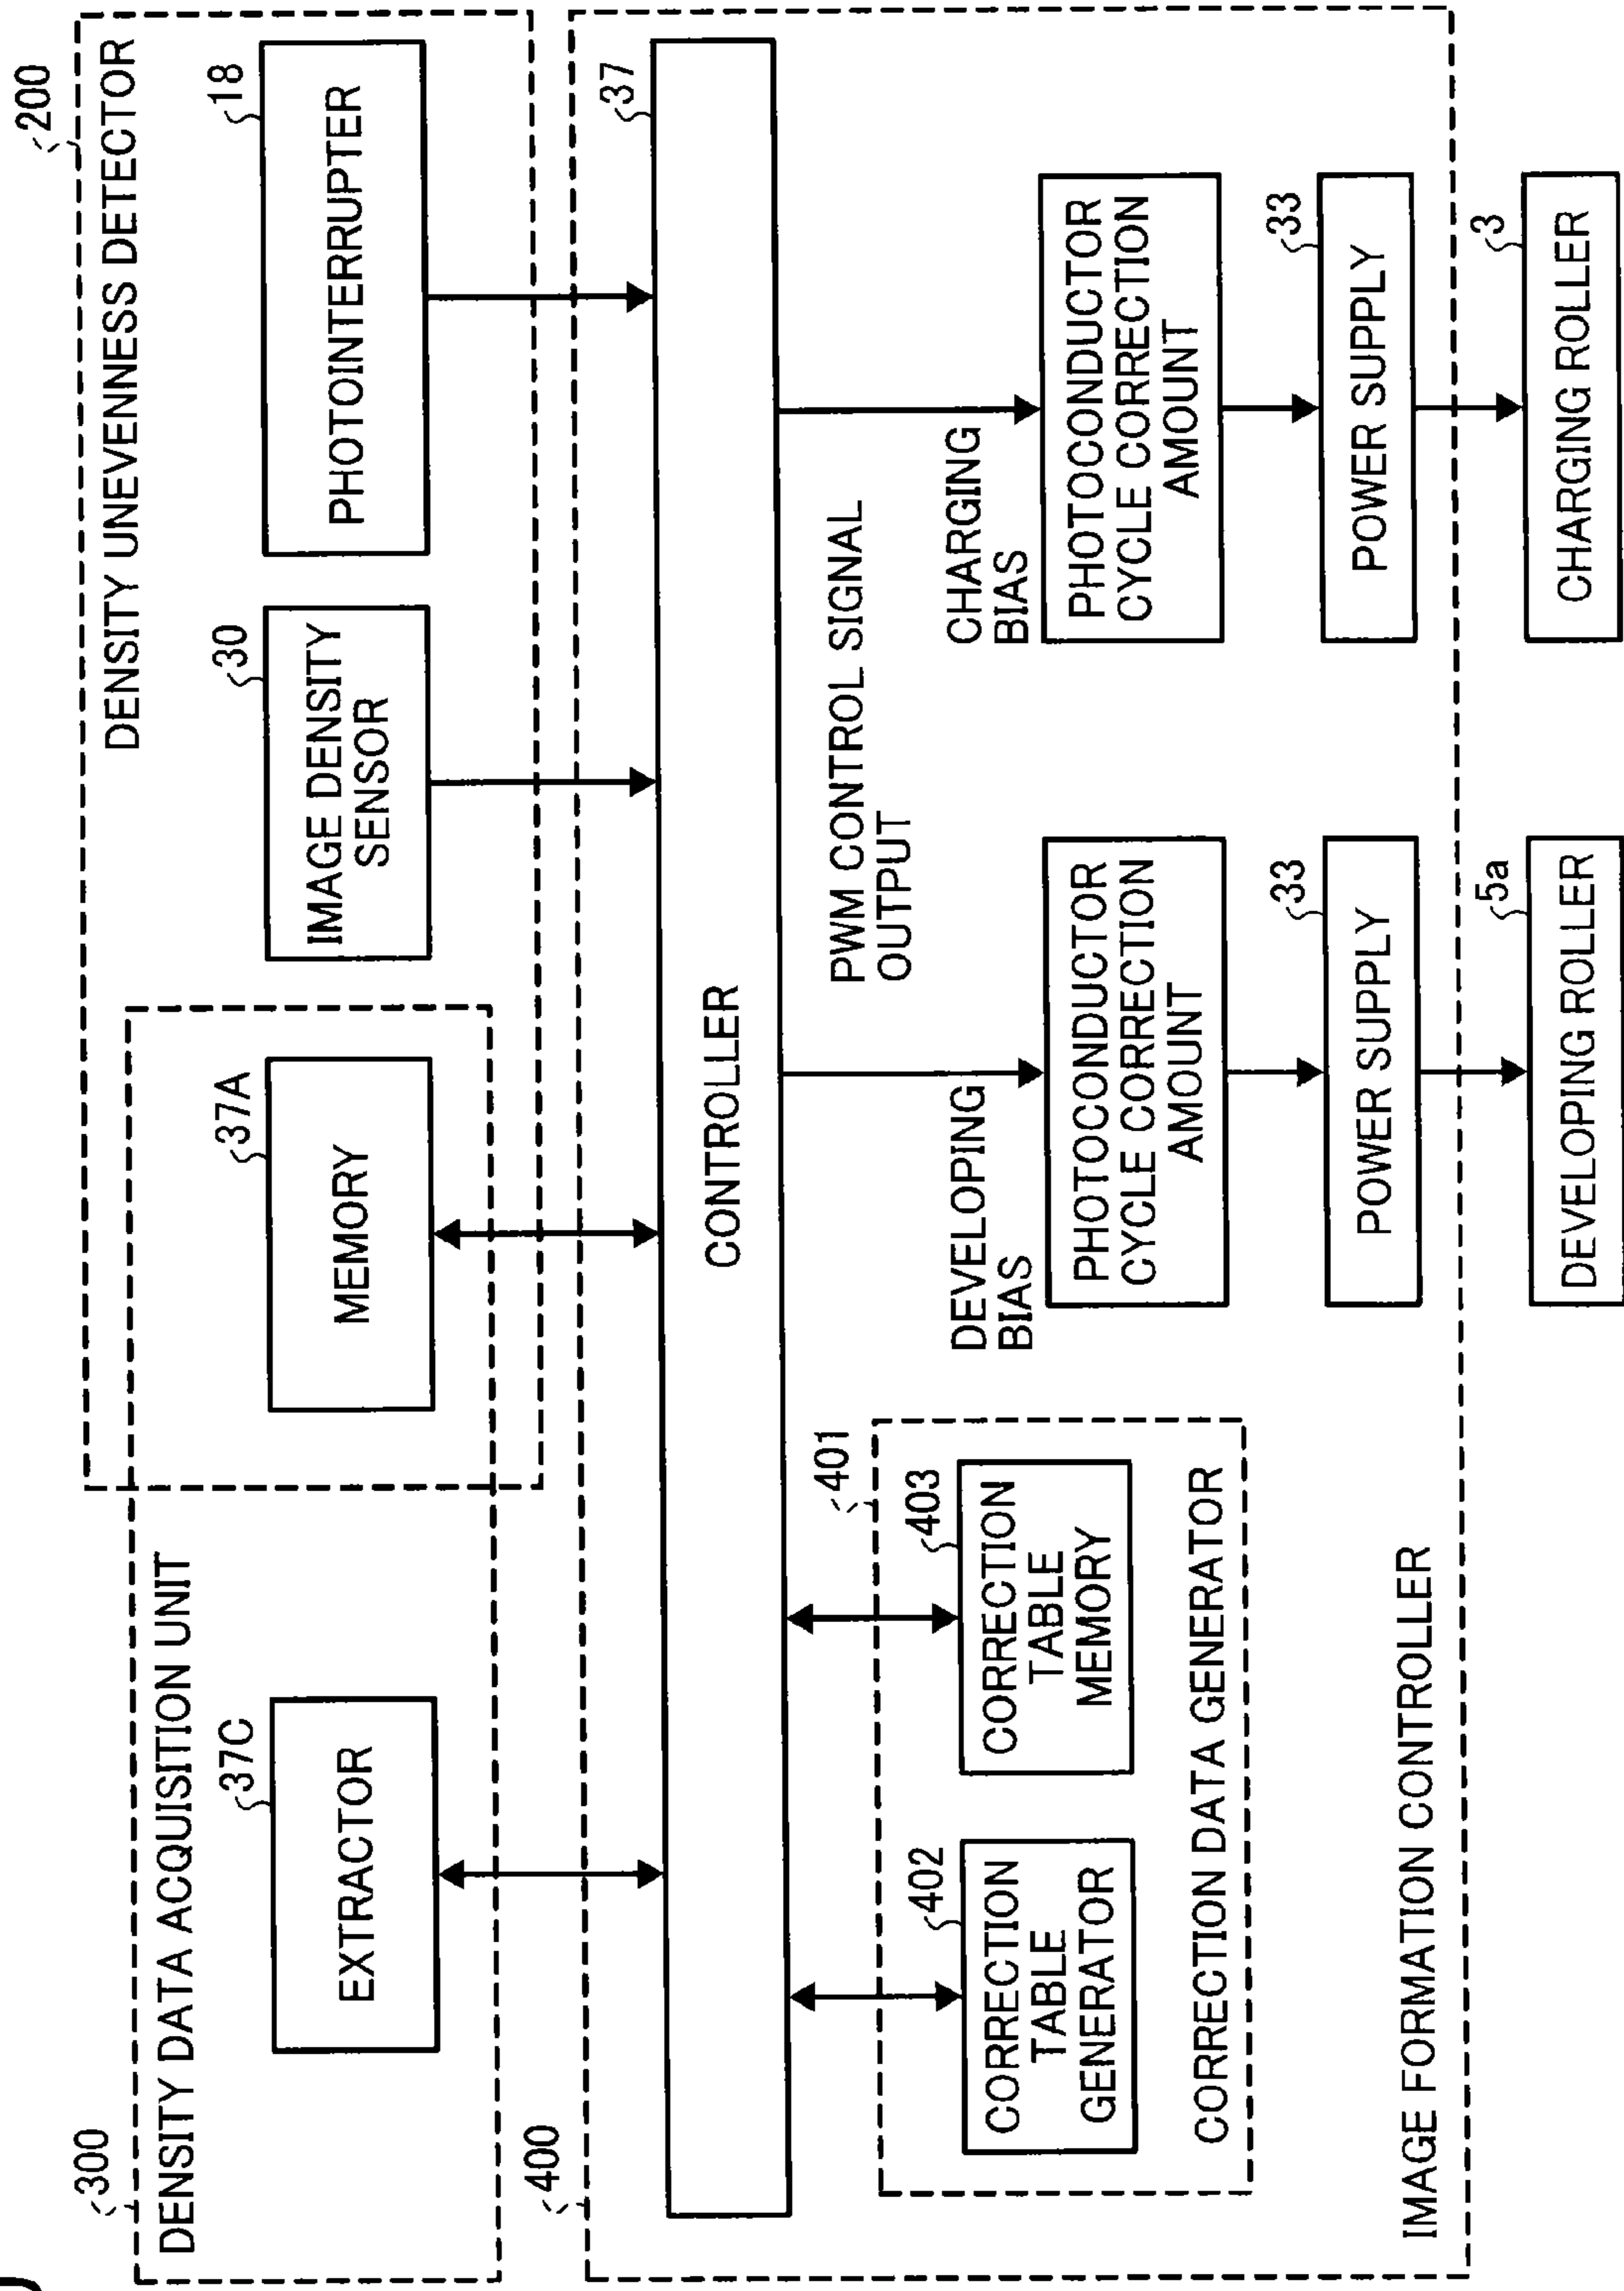 300
DENSITY DATA ACQUISITION UNIT
37C
EXTRACTOR
37A
MEMORY
200
DENSITY UNEVENNESS DETECTOR
30
IMAGE DENSITY
SENSOR
18
PHOTOINTERRUPTER
400
37
CONTROLLER
401
402
CORRECTION
TABLE
GENERATOR
403
CORRECTION
TABLE
MEMORY
CORRECTION DATA GENERATOR
IMAGE FORMATION CONTROLLER
PWM CONTROL SIGNAL
OUTPUT
DEVELOPING
BIAS
PHOTOCONDUCTOR
CYCLE CORRECTION
AMOUNT
33
POWER SUPPLY
5a
DEVELOPING ROLLER
CHARGING
BIAS
PHOTOCONDUCTOR
CYCLE CORRECTION
AMOUNT
33
POWER SUPPLY
3
CHARGING ROLLER